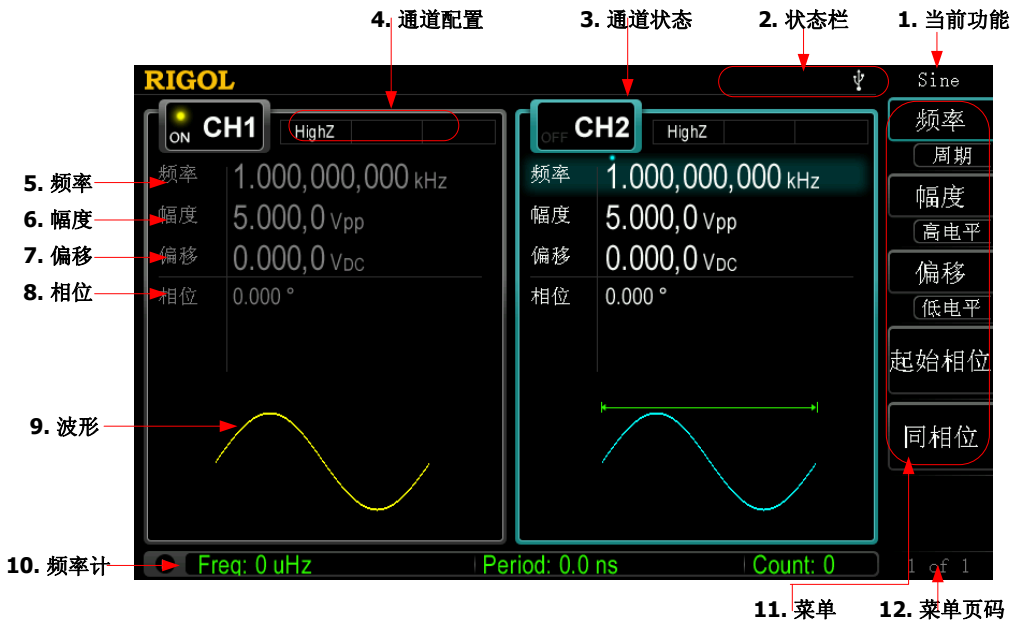 4. 通道配置
3. 通道状态
2. 状态栏
1. 当前功能
RIGOL
Sine
ON CH1 HighZ
OFF CH2 HighZ
频率
周期
幅度
高电平
偏移
低电平
起始相位
同相位
5. 频率
6. 幅度
7. 偏移
8. 相位
频率 1.000,000,000 kHz
幅度 5.000,0 Vpp
偏移 0.000,0 VDC
相位 0.000 °
频率 1.000,000,000 kHz
幅度 5.000,0 Vpp
偏移 0.000,0 VDC
相位 0.000 °
9. 波形
10. 频率计
Freq: 0 uHz
Period: 0.0 ns
Count: 0
1 of 1
11. 菜单
12. 菜单页码